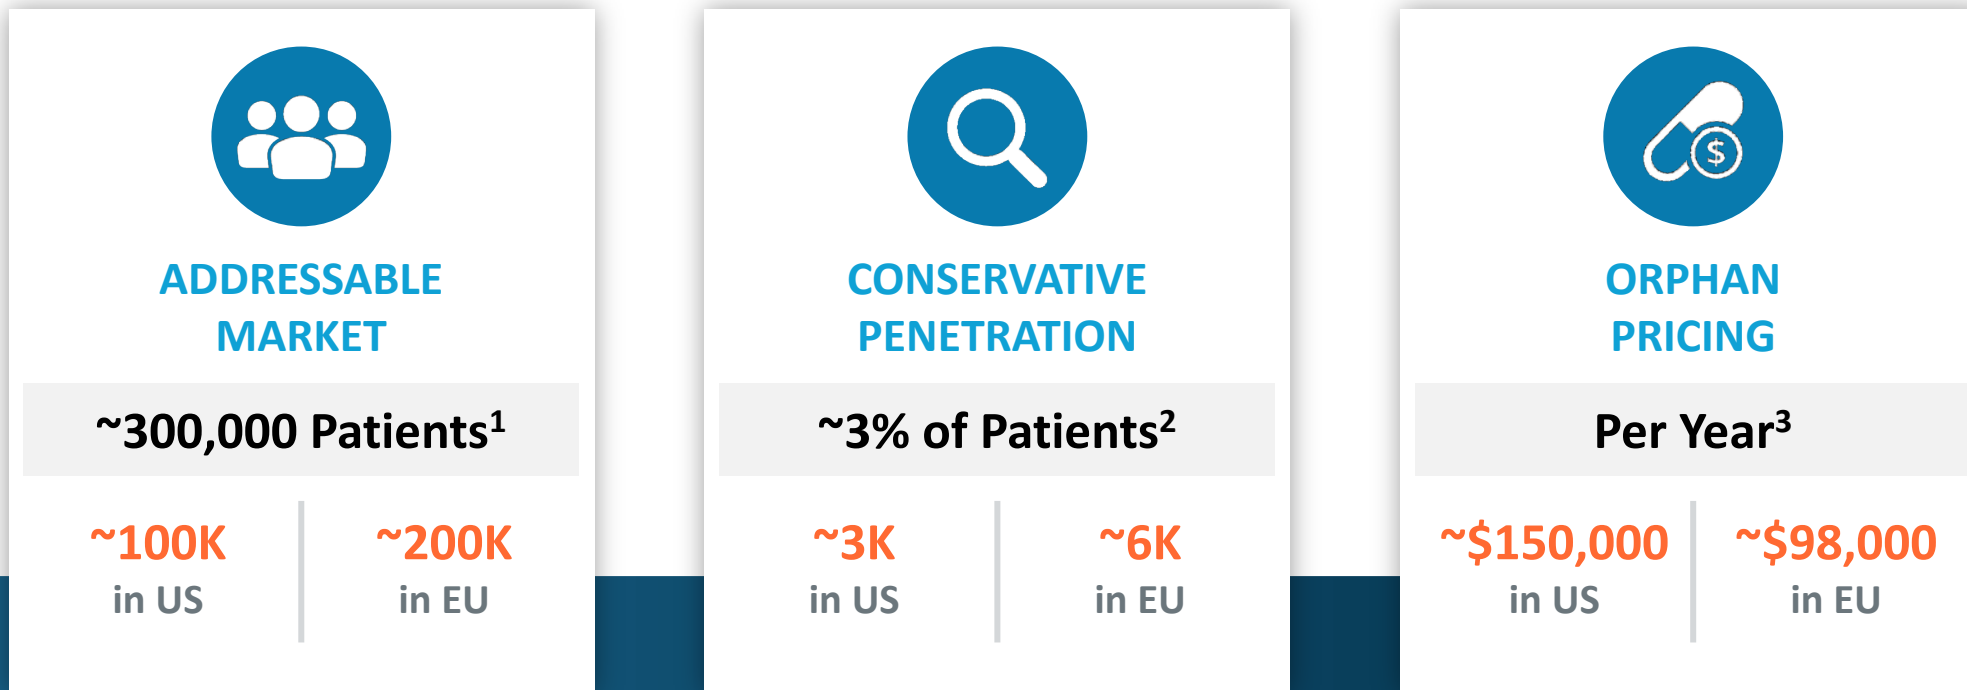 ADDRESSABLE
MARKET
~300,000 Patients¹
~100K
in US
~200K
in EU
CONSERVATIVE
PENETRATION
~3% of Patients²
~3K
in US
~6K
in EU
$
ORPHAN
PRICING
Per Year³
~$150,000
in US
~$98,000
in EU